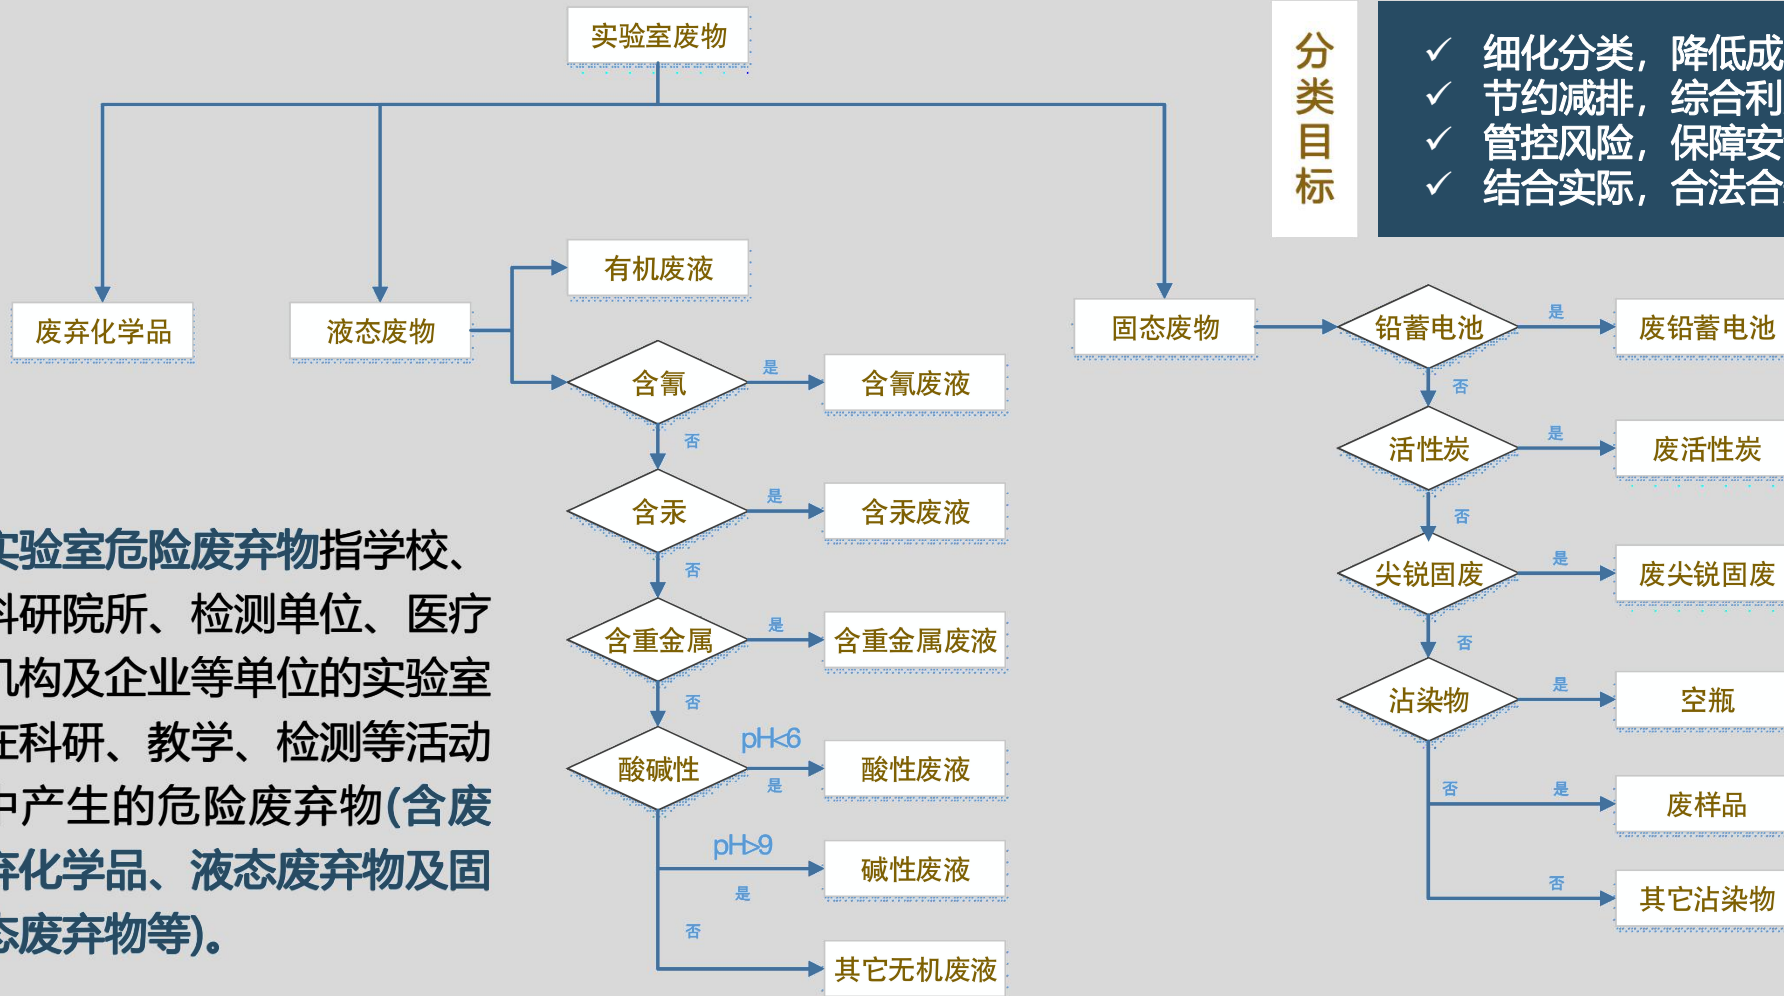 实验室废物
分类目标
✓ 细化分类，降低成
✓ 节约减排，综合利
✓ 管控风险，保障安
✓ 结合实际，合法合
废弃化学品
液态废物
有机废液
含氰
是
含氰废液
否
含汞
是
含汞废液
否
含重金属
是
含重金属废液
否
酸碱性
pH<6
是
酸性废液
pH>9
是
碱性废液
否
其它无机废液
固态废物
铅蓄电池
是
废铅蓄电池
否
活性炭
是
废活性炭
否
尖锐固废
是
废尖锐固废
否
沾染物
是
空瓶
否
是
废样品
否
其它沾染物
实验室危险废弃物指学校、
科研院所、检测单位、医疗
机构及企业等单位的实验室
在科研、教学、检测等活动
中产生的危险废弃物(含废
弃化学品、液态废弃物及固
态废弃物等)。